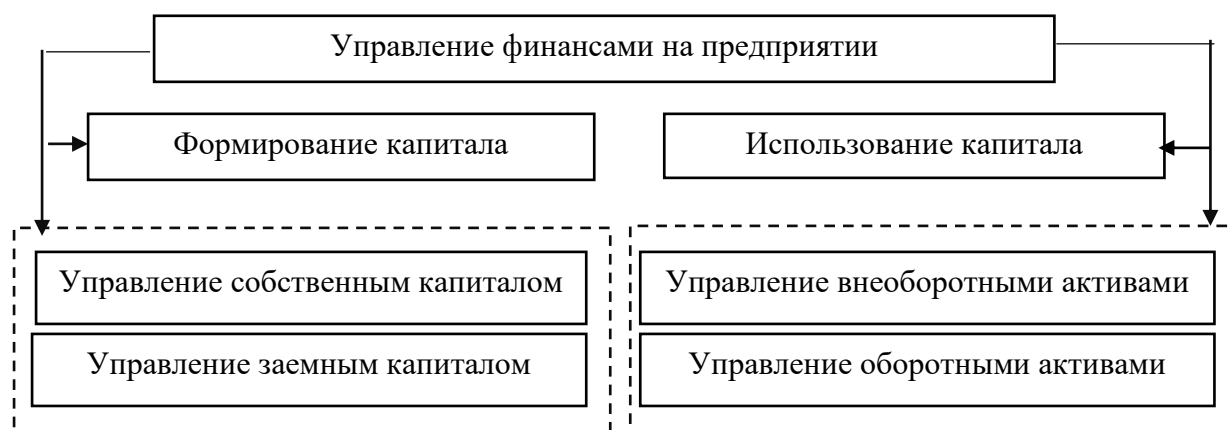 Управление финансами на предприятии
Формирование капитала
Использование капитала
Управление собственным капиталом
Управление внеоборотными активами
Управление заемным капиталом
Управление оборотными активами